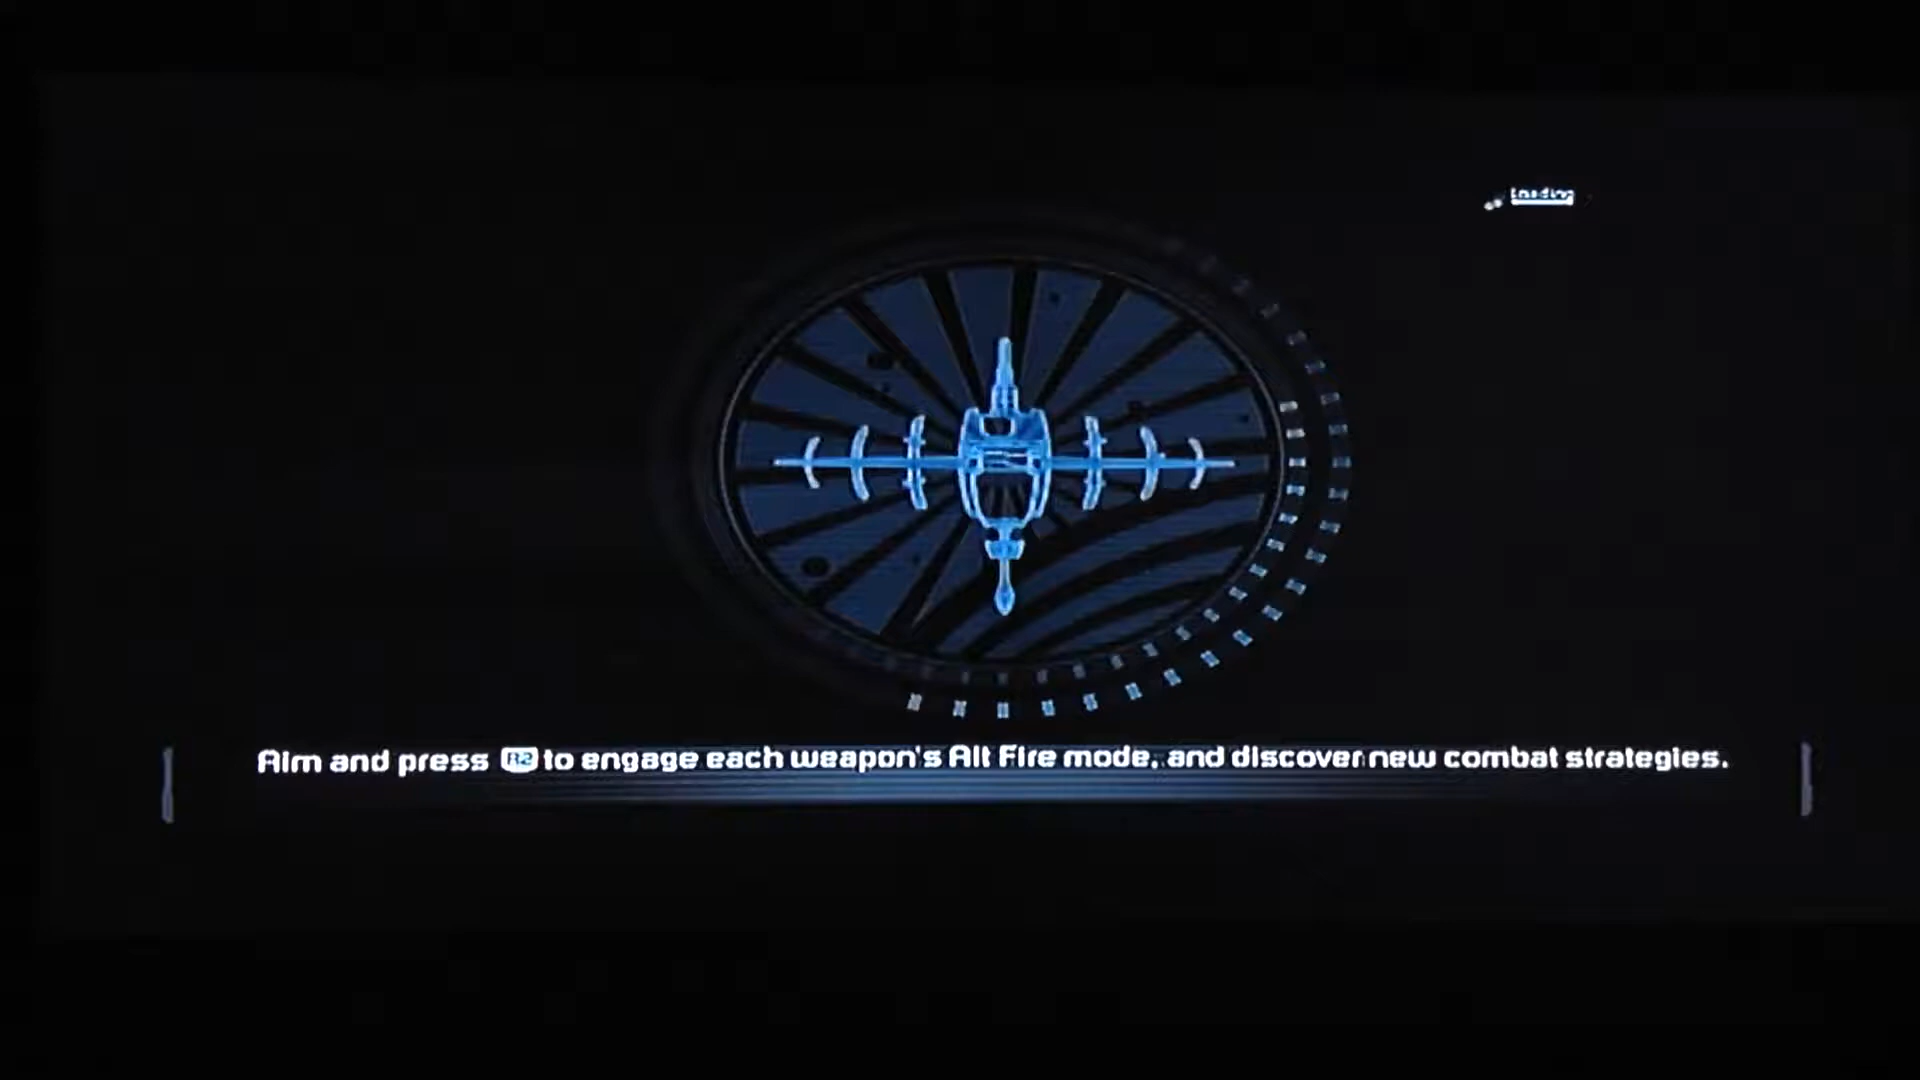 Loading
Aim and press R2 to engage each weapon's Alt Fire mode, and discover new combat strategies.